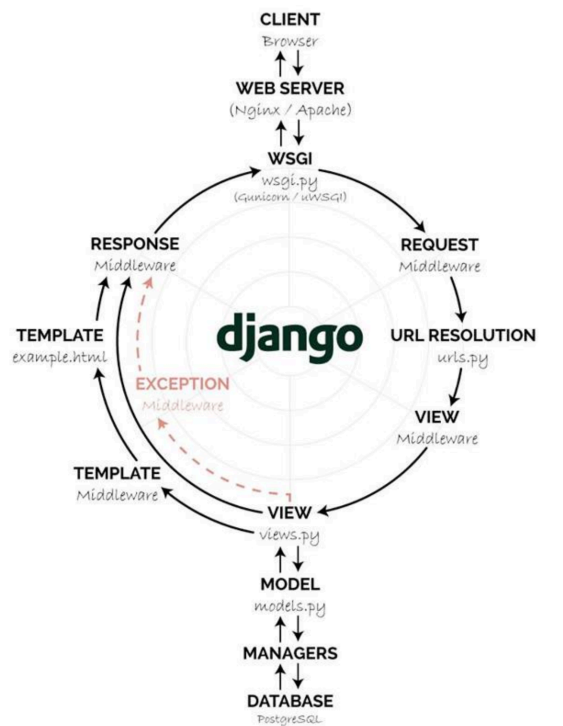 CLIENT
Browser
WEB SERVER
(Nginx / Apache)
WSGI
wsgi.py
(Gunicorn / uWSGI)
RESPONSE
Middleware
REQUEST
Middleware
django
TEMPLATE
example.html
URL RESOLUTION
urls.py
EXCEPTION
Middleware
VIEW
Middleware
TEMPLATE
Middleware
VIEW
views.py
MODEL
models.py
MANAGERS
DATABASE
PostgreSQL